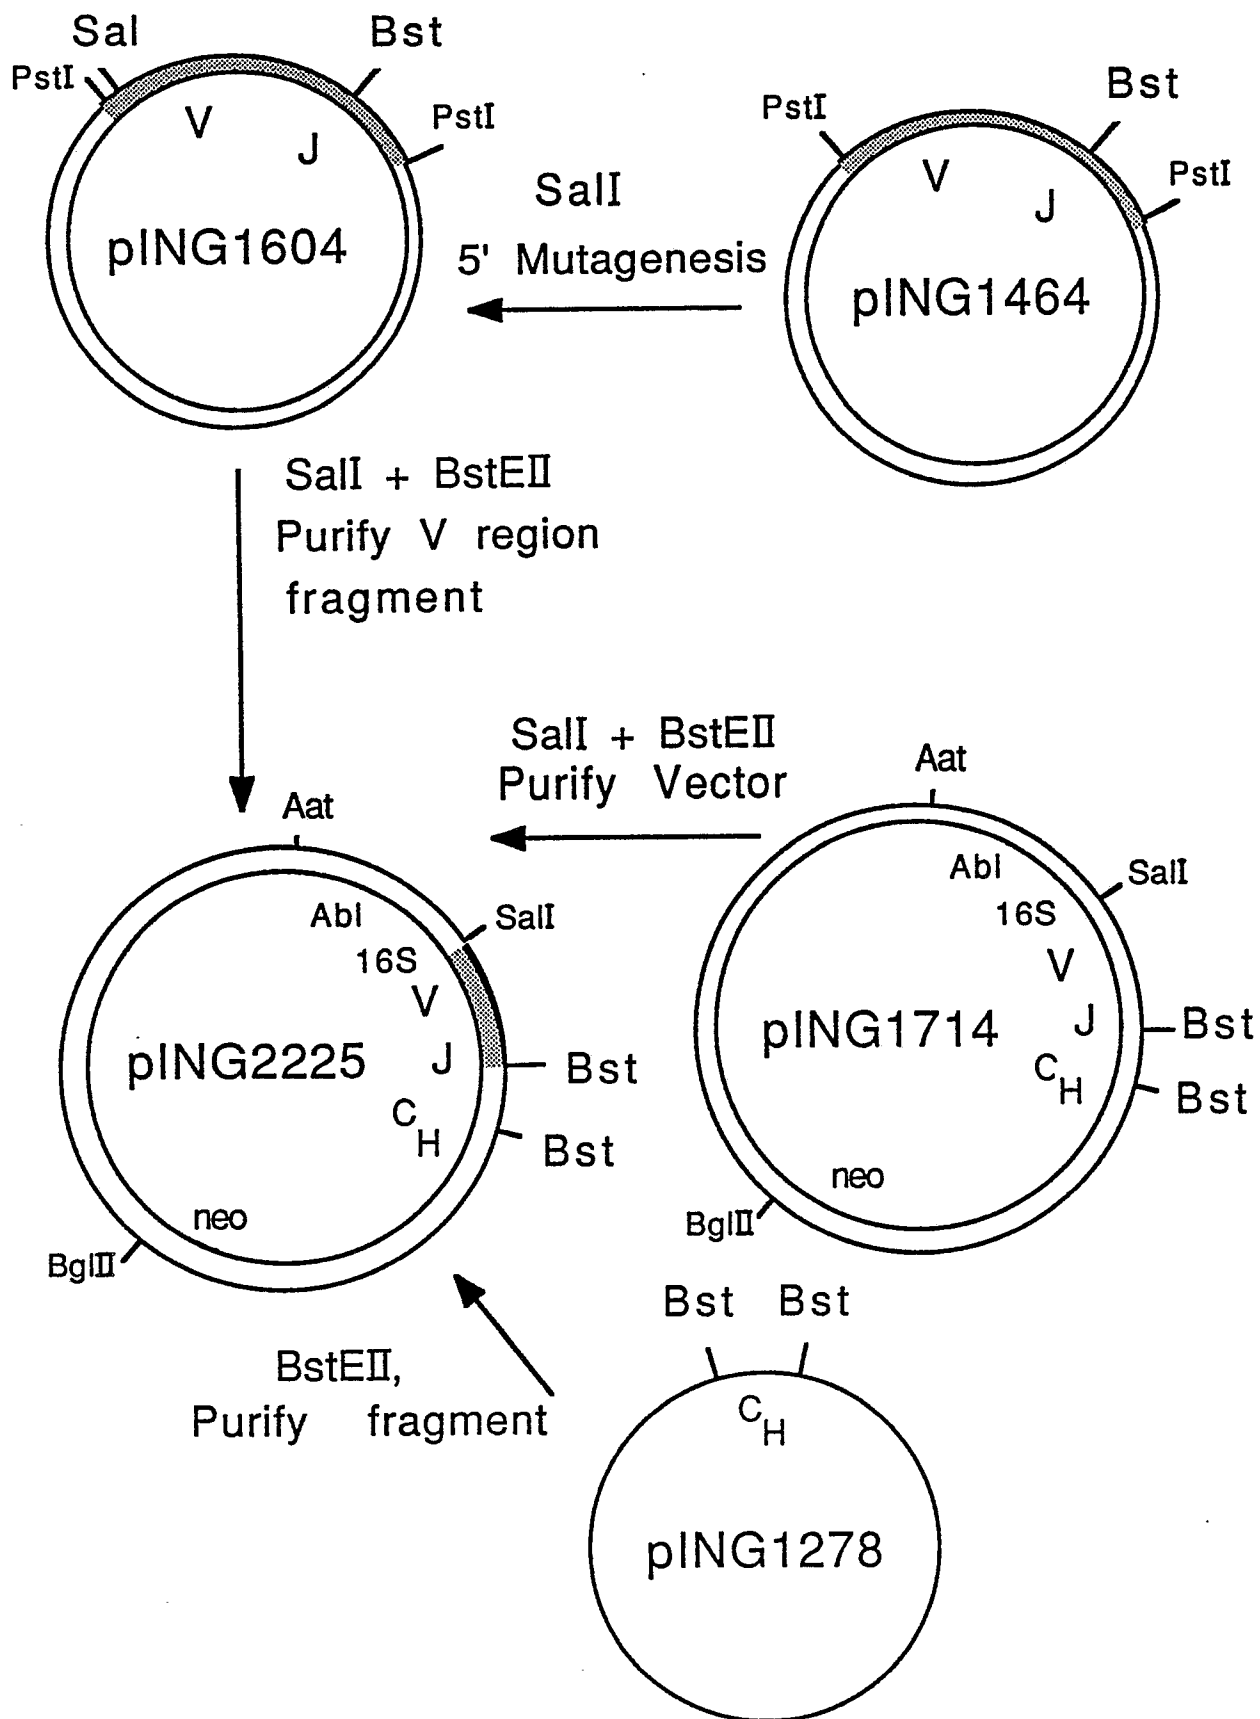 Sal
Bst
PstI
PstI
V
J
pING1604
SalI
5' Mutagenesis
PstI
Bst
PstI
V
J
pING1464
SalI + BstEII
Purify V region
fragment
SalI + BstEII
Purify Vector
Aat
Abl
16S
SalI
V
J
pING2225
Bst
CH
Bst
neo
BglII
Aat
Abl
SalI
16S
V
J
pING1714
Bst
CH
Bst
neo
BglII
BstEII,
Purify fragment
Bst Bst
CH
pING1278